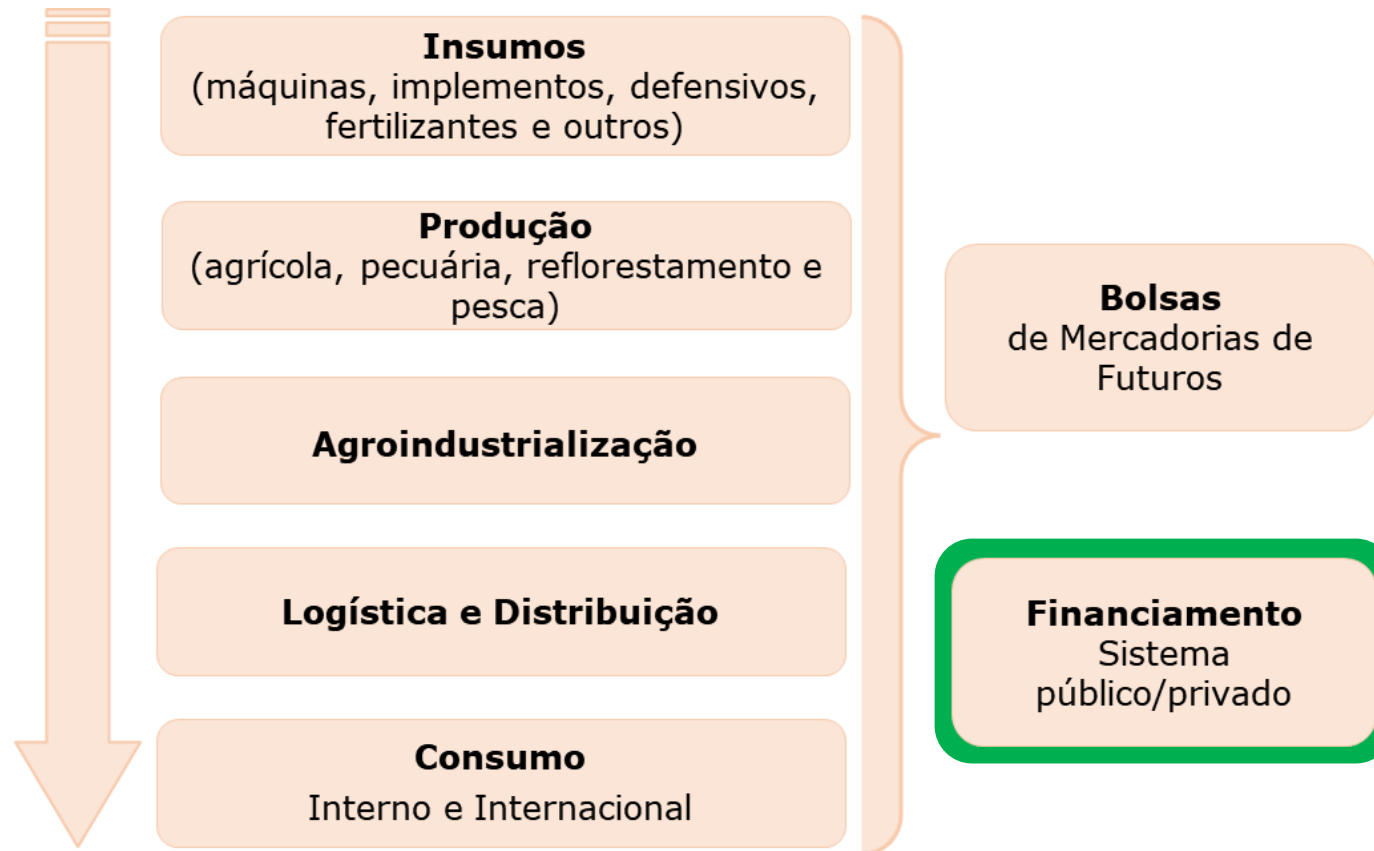 Insumos
(máquinas, implementos, defensivos,
fertilizantes e outros)
Produção
(agrícola, pecuária, reflorestamento e
pesca)
Agroindustrialização
Logística e Distribuição
Consumo
Interno e Internacional
Bolsas
de Mercadorias de
Futuros
Financiamento
Sistema
público/privado